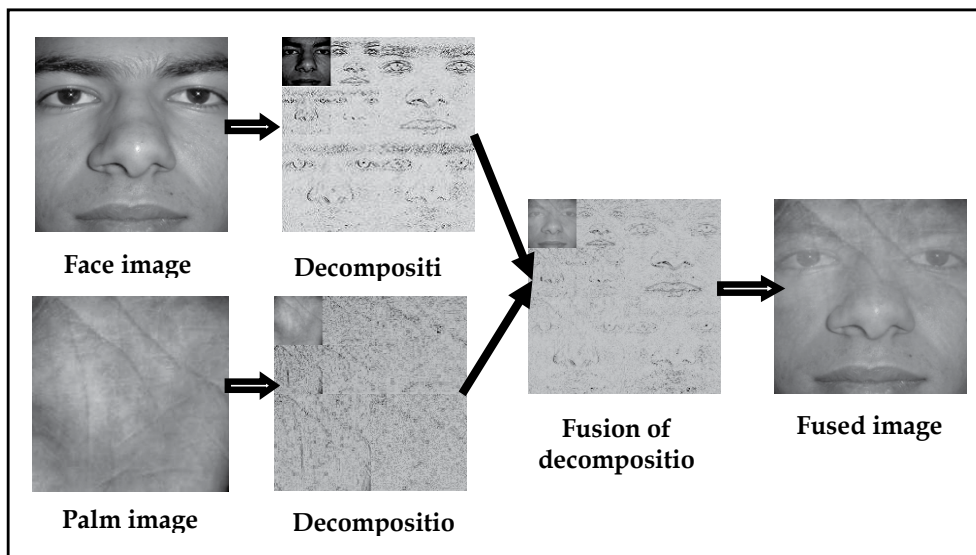 Face image
Decompositi
Palm image
Decompositio
Fusion of
decompositio
Fused image